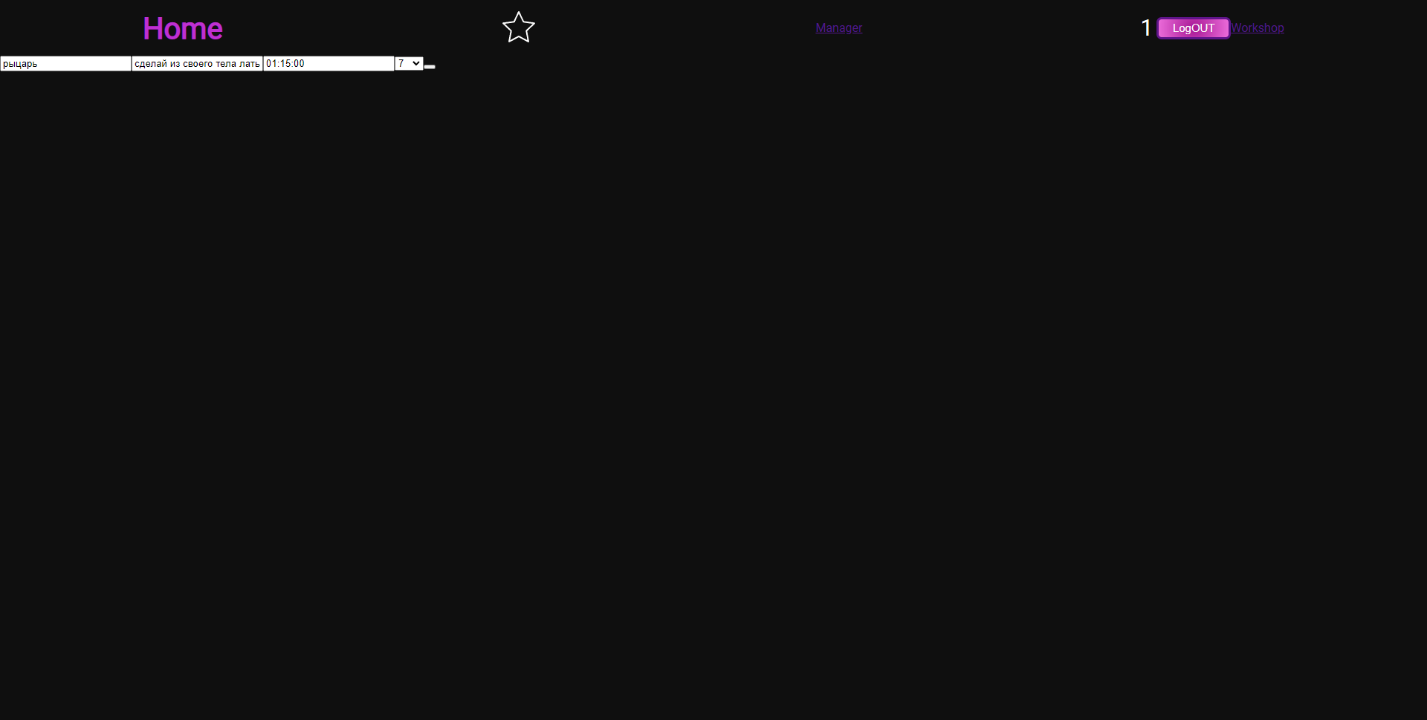 Home Manager 1 LogOUT Workshop
рыцарь сделай из своего тела лать 01:15:00 7